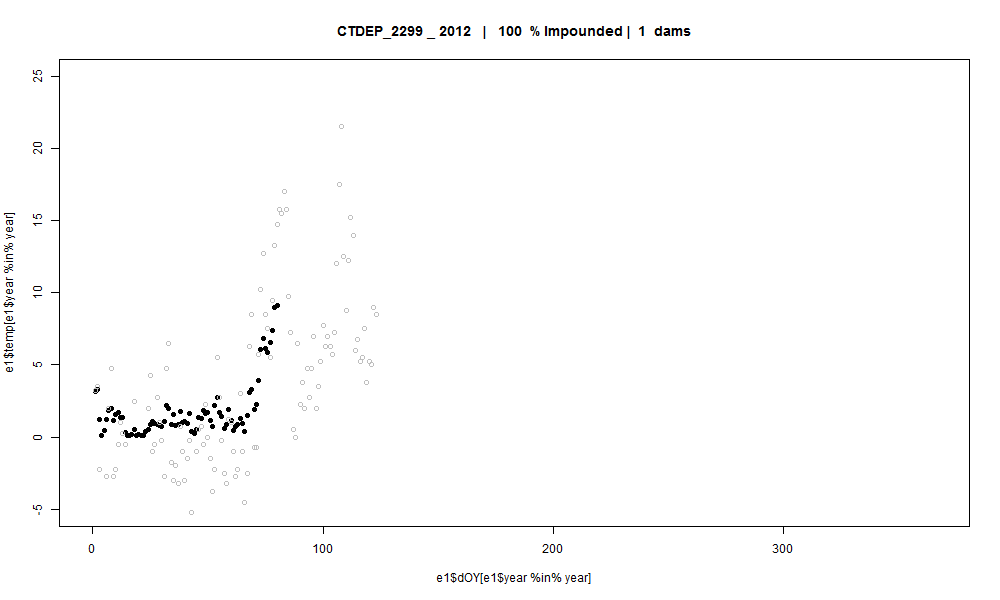 CTDEP_2299 _ 2012 | 100 % Impounded | 1 dams
25
20
15
10
5
0
-5
e1$temp[e1$year %in% year]
0 100 200 300
e1$dOY[e1$year %in% year]